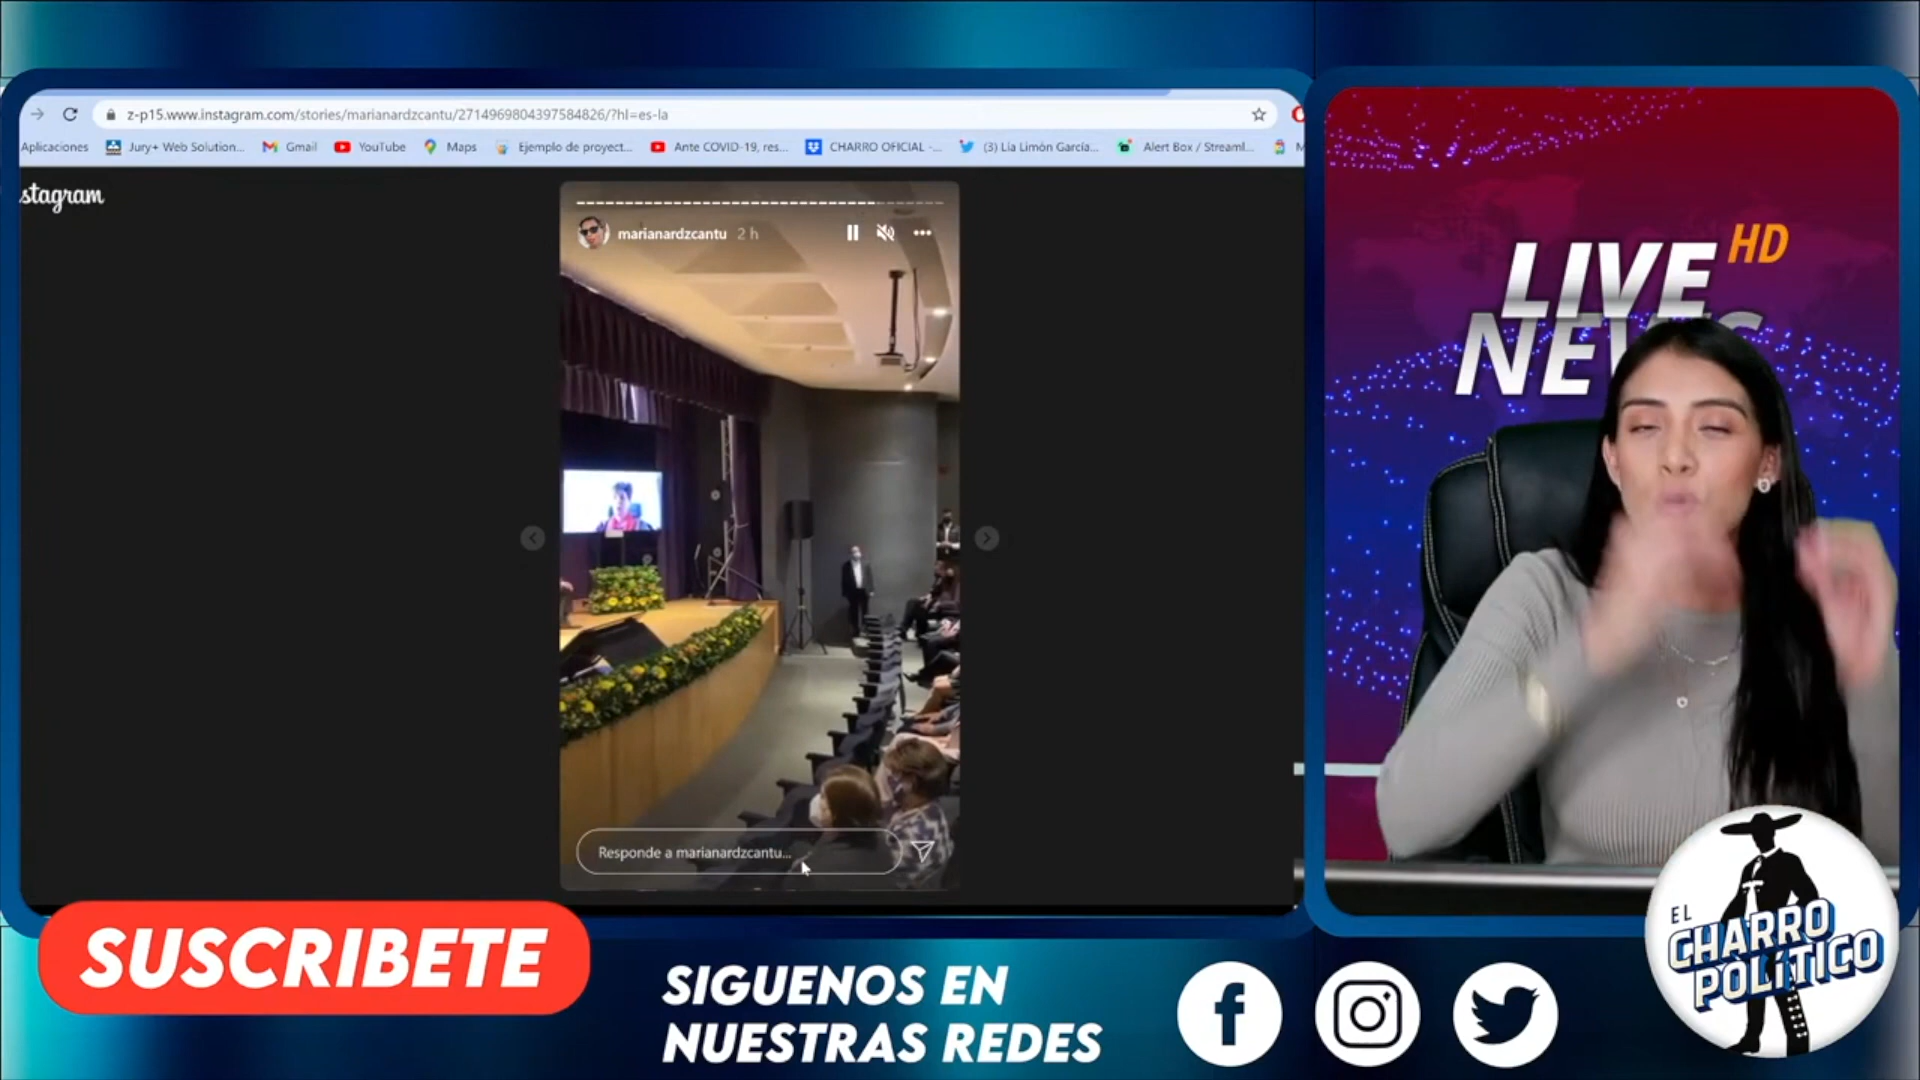 z-p15.www.instagram.com/stories/marianardzcantu/2714969804397584826/?hl=es-la
Aplicaciones
Jury+ Web Solution...
Gmail
YouTube
Maps
Ejemplo de proyect...
Ante COVID-19, res...
CHARRO OFICIAL -...
(3) Lía Limón García...
Alert Box / Streaml...
stagram
marianardzcantu 2 h
Responde a marianardzcantu...
LIVE HD
NEWS
SUSCRIBETE
SIGUENOS EN
NUESTRAS REDES
EL
CHARRO
POLÍTICO